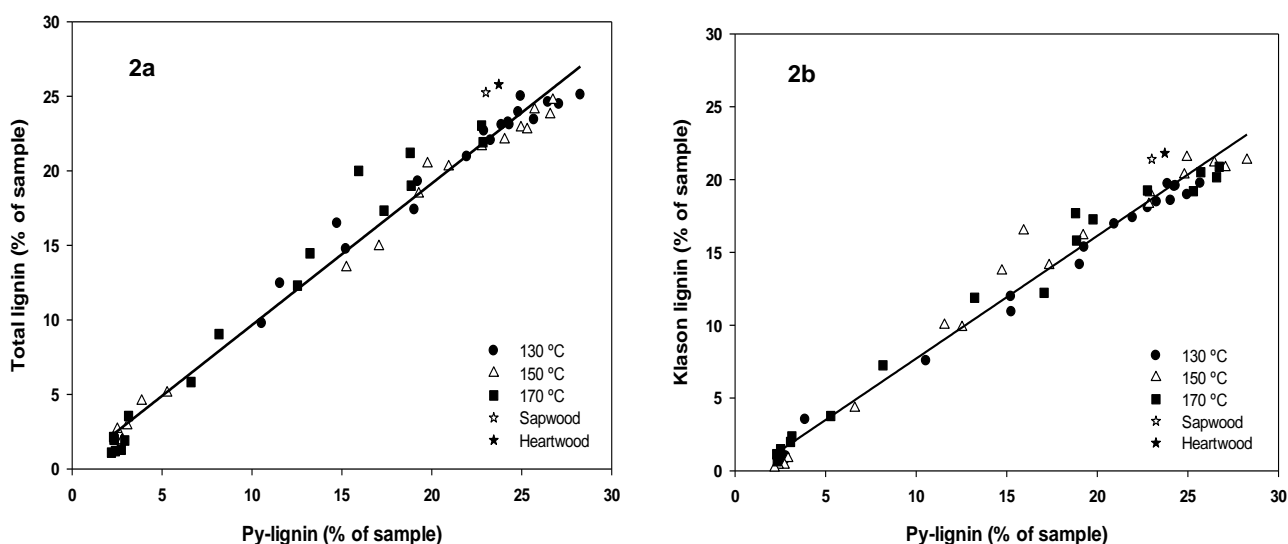 2a
Total lignin (% of sample)
30
25
20
15
10
5
0
0 5 10 15 20 25 30
Py-lignin (% of sample)
130 ºC
150 ºC
170 ºC
Sapwood
Heartwood
2b
Klason lignin (% of sample)
30
25
20
15
10
5
0
0 5 10 15 20 25 30
Py-lignin (% of sample)
130 ºC
150 ºC
170 ºC
Sapwood
Heartwood